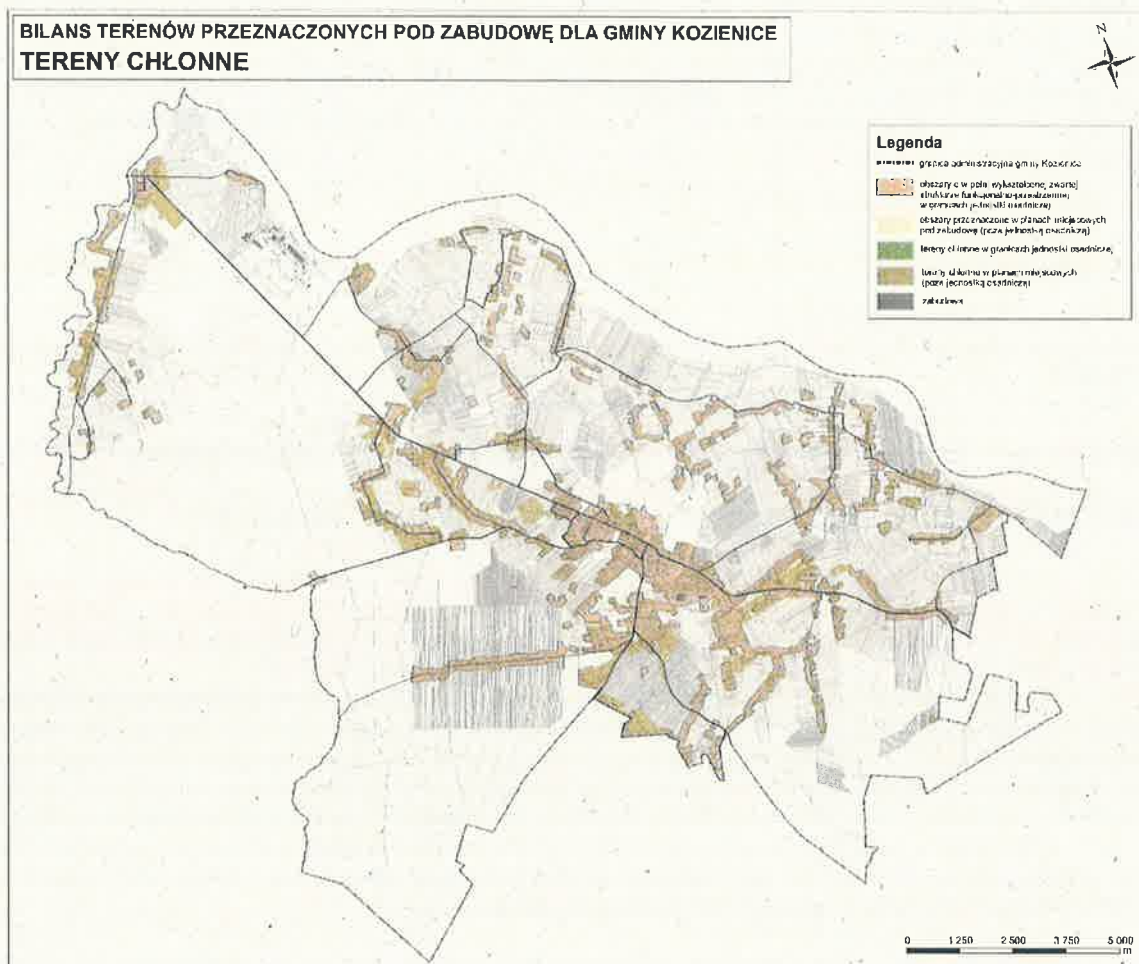 BILANS TERENÓW PRZEZNACZONYCH POD ZABUDOWĘ DLA GMINY KOZIENICE
TERENY CHŁONNE
N
Legenda
granica administracyjna gminy Kozienice
obszary o w pełni wykształconej zwartej
strukturze funkcjonalno-przestrzennej
w granicach jednostki osadniczej
obszary przeznaczone w planach miejscowych
pod zabudowę (poza jednostką osadniczą)
tereny chłonne w granicach jednostki osadniczej
tereny chłonne w planach miejscowych
(poza jednostką osadniczą)
zabudowa
P
P
0 1 250 2 500 3 750 5 000
m